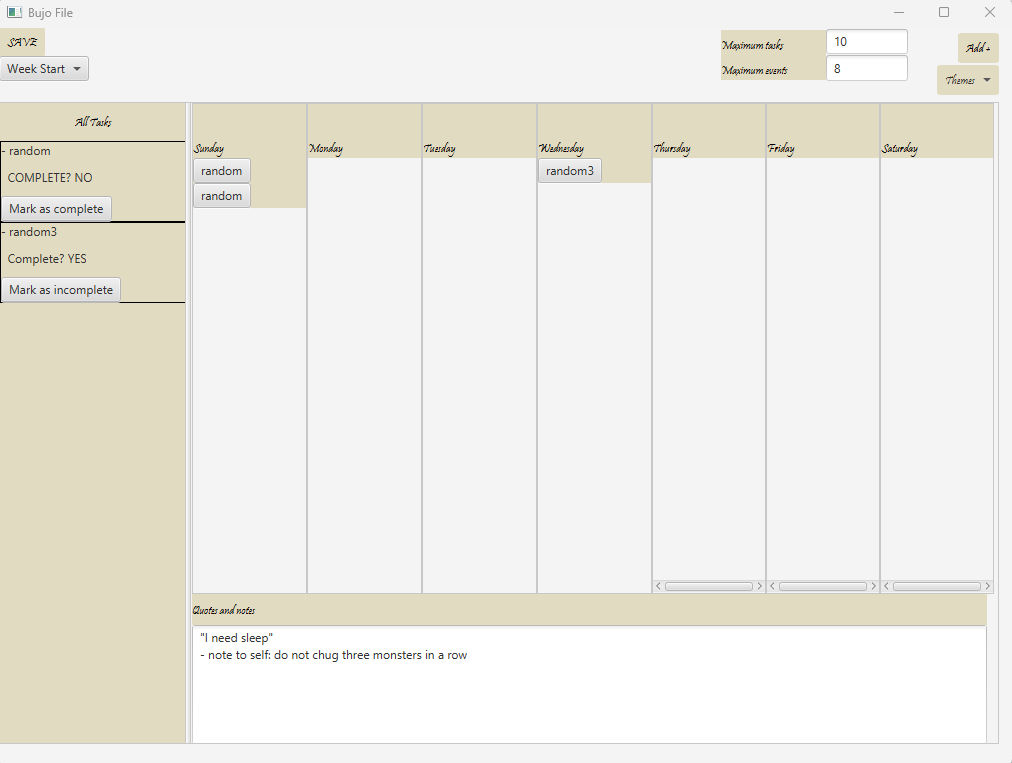 Bujo File
SAVE
Week Start
Maximum tasks 10
Maximum events 8
Add +
Themes
All Tasks
- random
COMPLETE? NO
Mark as complete
- random3
Complete? YES
Mark as incomplete
Sunday Monday Tuesday Wednesday Thursday Friday Saturday
random random3
random
Quotes and notes
"I need sleep"
- note to self: do not chug three monsters in a row